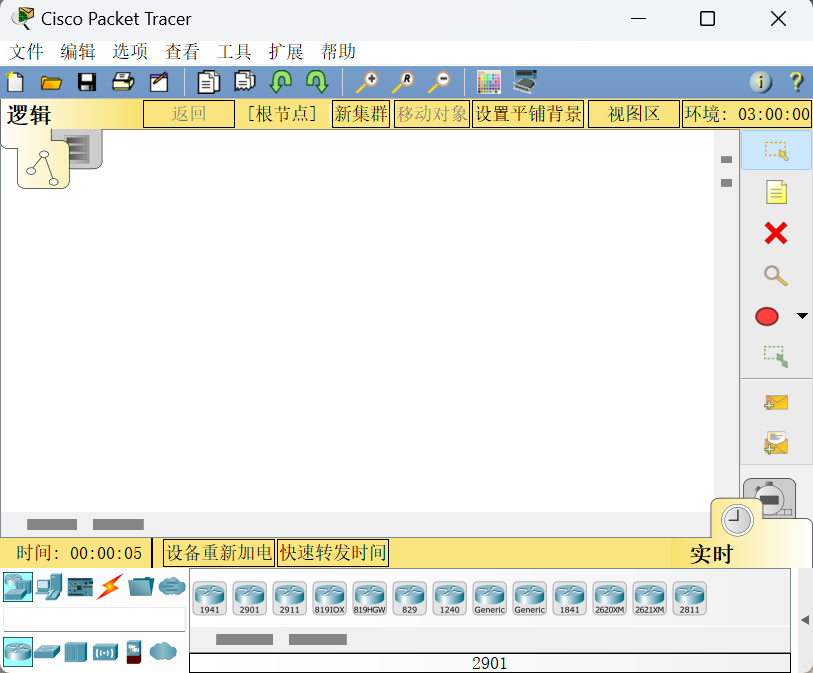 Cisco Packet Tracer
文件 编辑 选项 查看 工具 扩展 帮助
R i ?
逻辑 返回 [根节点] 新集群 移动对象 设置平铺背景 视图区 环境: 03:00:00
时间: 00:00:05 设备重新加电 快速转发时间 实时
1941 2901 2911 819IOX 819HGW 829 1240 Generic Generic 1841 2620XM 2621XM 2811
2901